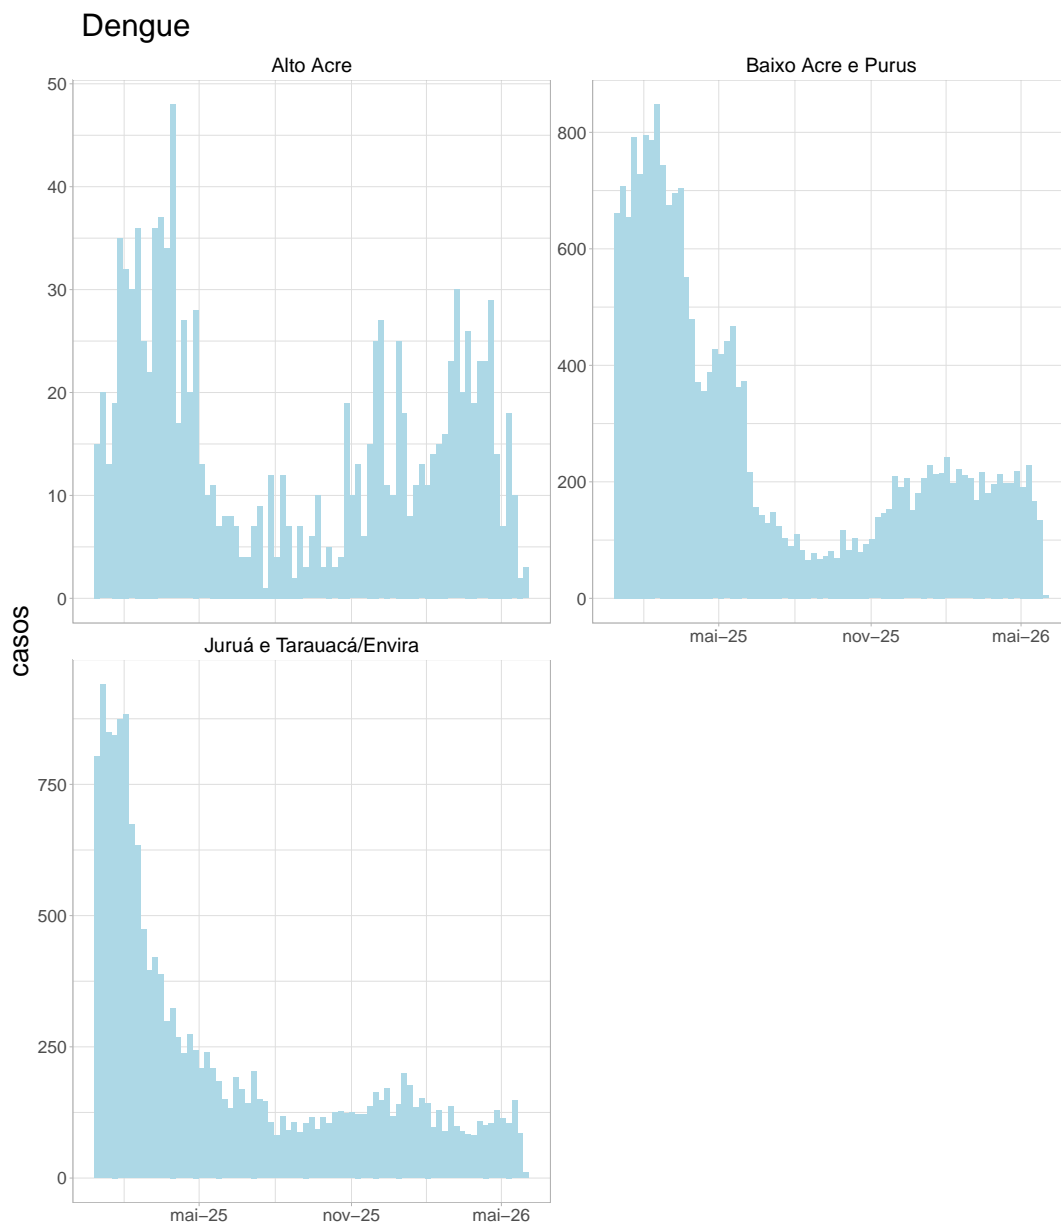 Dengue
Alto Acre
Baixo Acre e Purus
50
40
30
20
10
0
800
600
400
200
0
mai−25 nov−25 mai−26
casos
Juruá e Tarauacá/Envira
750
500
250
0
mai−25 nov−25 mai−26